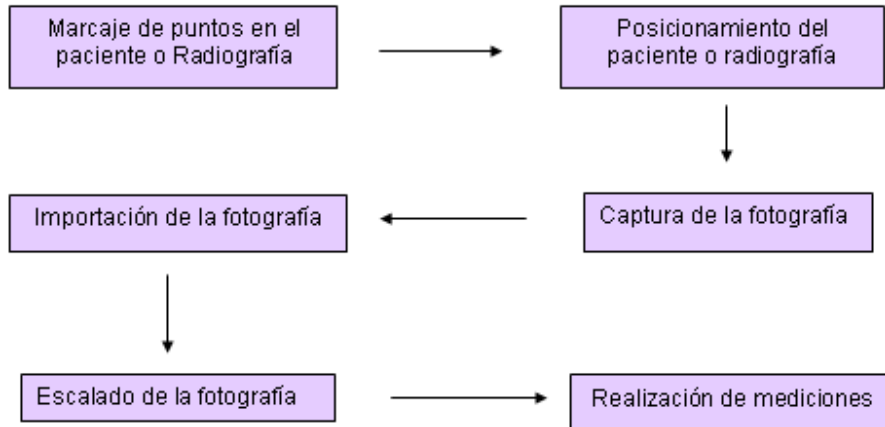 Marcaje de puntos en el
paciente o Radiografía
Posicionamiento del
paciente o radiografía
Captura de la fotografía
Importación de la fotografía
Escalado de la fotografía
Realización de mediciones